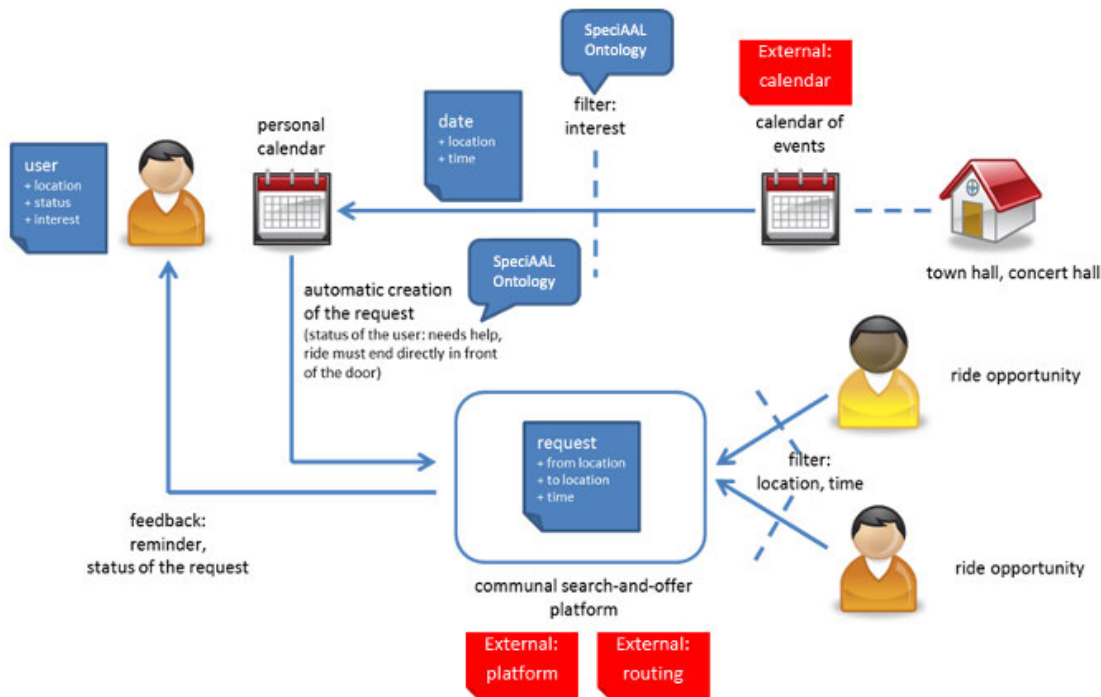 SpeciAAL
Ontology
External:
calendar
filter:
interest
date
+ location
+ time
personal
calendar
calendar of
events
user
+ location
+ status
+ interest
town hall, concert hall
SpeciAAL
Ontology
automatic creation
of the request
(status of the user: needs help,
ride must end directly in front
of the door)
ride opportunity
request
+ from location
+ to location
+ time
filter:
location, time
feedback:
reminder,
status of the request
ride opportunity
communal search-and-offer
platform
External:
platform
External:
routing